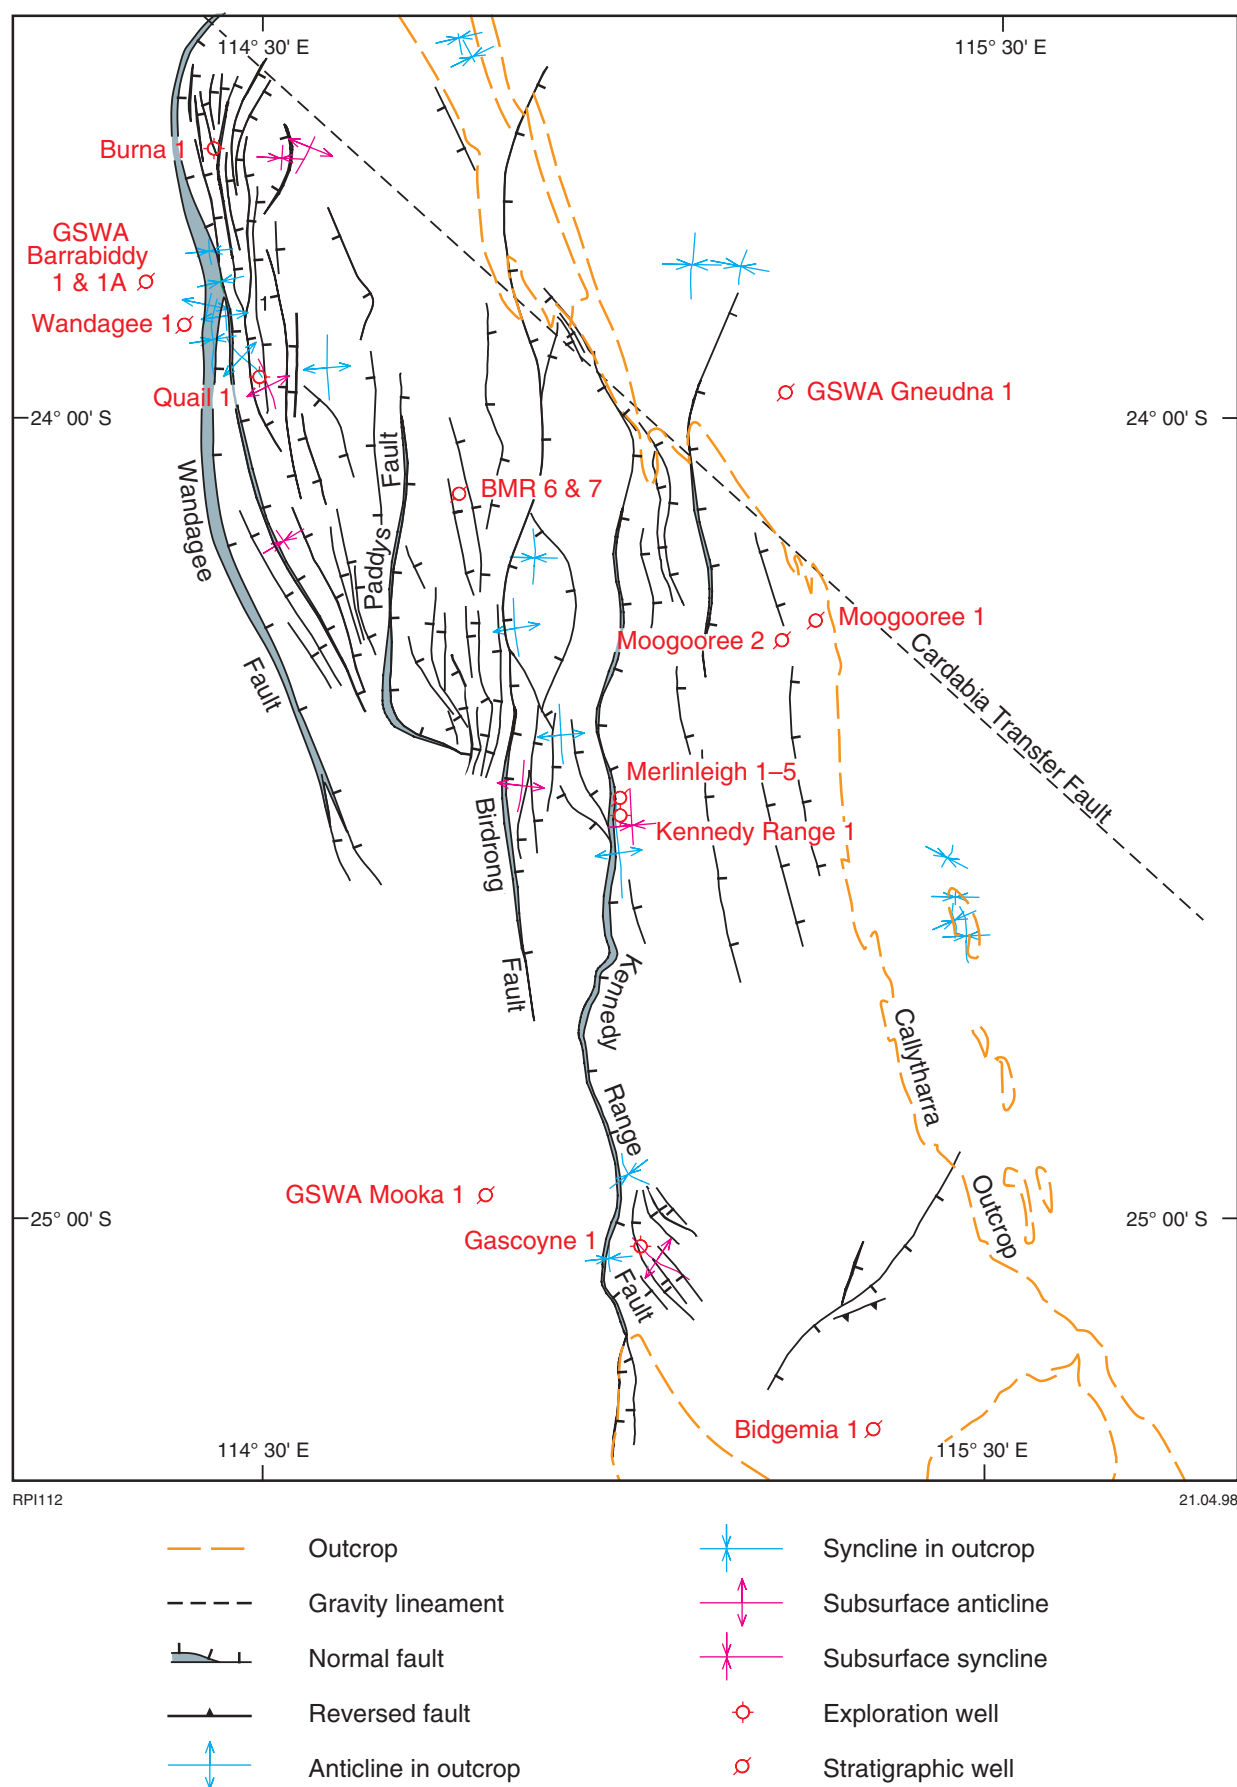 114° 30' E
115° 30' E
Burna 1
GSWA
Barrabiddy
1 & 1A
Wandagee 1
Quail 1
GSWA Gneudna 1
24° 00' S
24° 00' S
Wandagee
Fault
Paddys
Fault
BMR 6 & 7
Moogooree 1
Moogooree 2
Cardabia Transfer Fault
Merlinleigh 1–5
Kennedy Range 1
Birdrong
Fault
Kennedy
Range
Fault
Callytharra
Outcrop
GSWA Mooka 1
25° 00' S
25° 00' S
Gascoyne 1
Bidgemia 1
114° 30' E
115° 30' E
RPI112
21.04.98
Outcrop
Gravity lineament
Normal fault
Reversed fault
Anticline in outcrop
Syncline in outcrop
Subsurface anticline
Subsurface syncline
Exploration well
Stratigraphic well